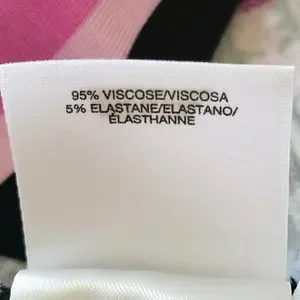 95% VISCOSE/VISCOSA
5% ELASTANE/ELASTANO/
ÉLASTHANNE